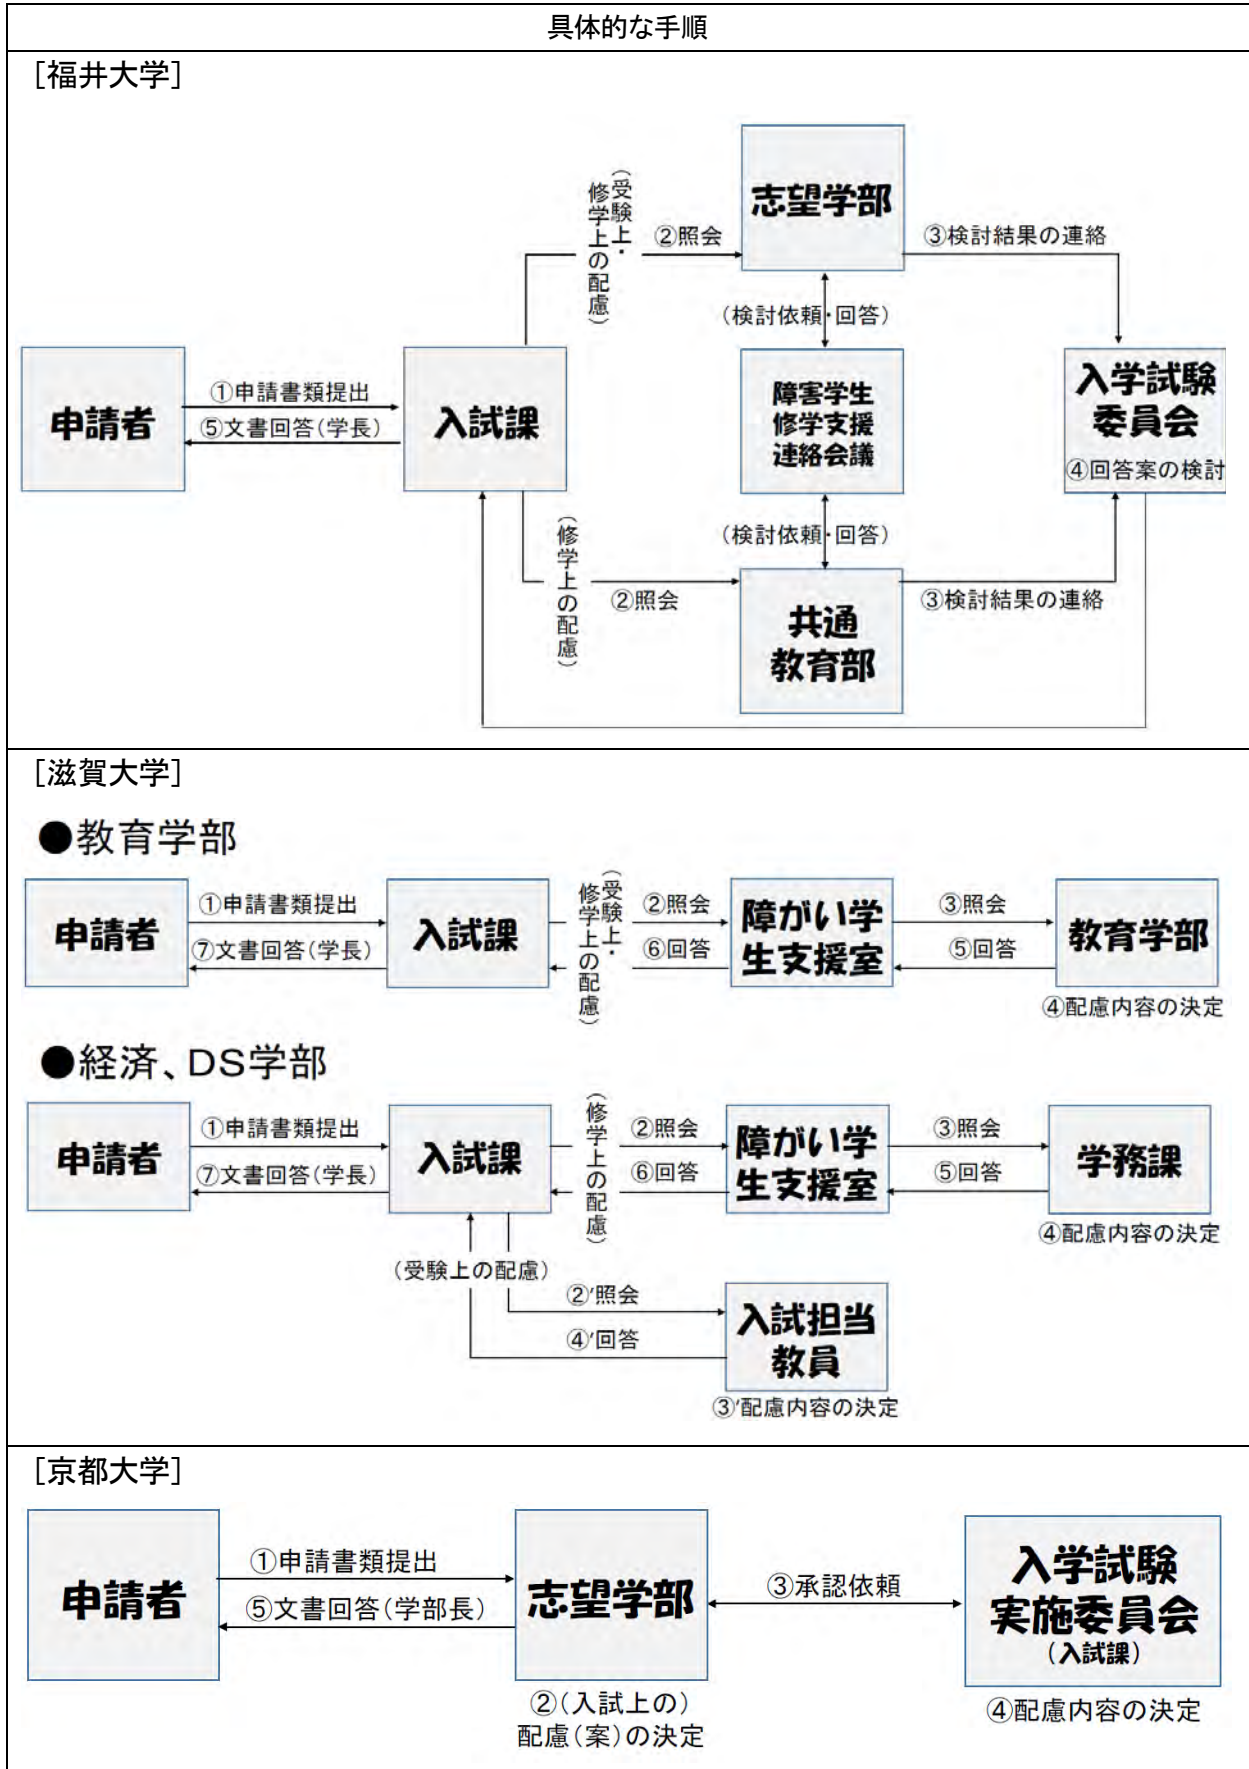 具体的な手順
［福井大学］
（受験上・
修学上の配慮）
②照会
志望学部
③検討結果の連絡
（検討依頼・回答）
申請者
①申請書類提出
⑤文書回答（学長）
入試課
障害学生
修学支援
連絡会議
入学試験
委員会
④回答案の検討
（修学上の配慮）
②照会
（検討依頼・回答）
共通
教育部
③検討結果の連絡
［滋賀大学］
●教育学部
申請者
①申請書類提出
⑦文書回答（学長）
入試課
（受験上・
修学上の配慮）
②照会
⑥回答
障がい学
生支援室
③照会
⑤回答
教育学部
④配慮内容の決定
●経済、DS学部
申請者
①申請書類提出
⑦文書回答（学長）
入試課
（修学上の配慮）
②照会
⑥回答
障がい学
生支援室
③照会
⑤回答
学務課
④配慮内容の決定
（受験上の配慮）
②’照会
④’回答
入試担当
教員
③’配慮内容の決定
［京都大学］
申請者
①申請書類提出
⑤文書回答（学部長）
志望学部
②（入試上の）
配慮（案）の決定
③承認依頼
入学試験
実施委員会
（入試課）
④配慮内容の決定